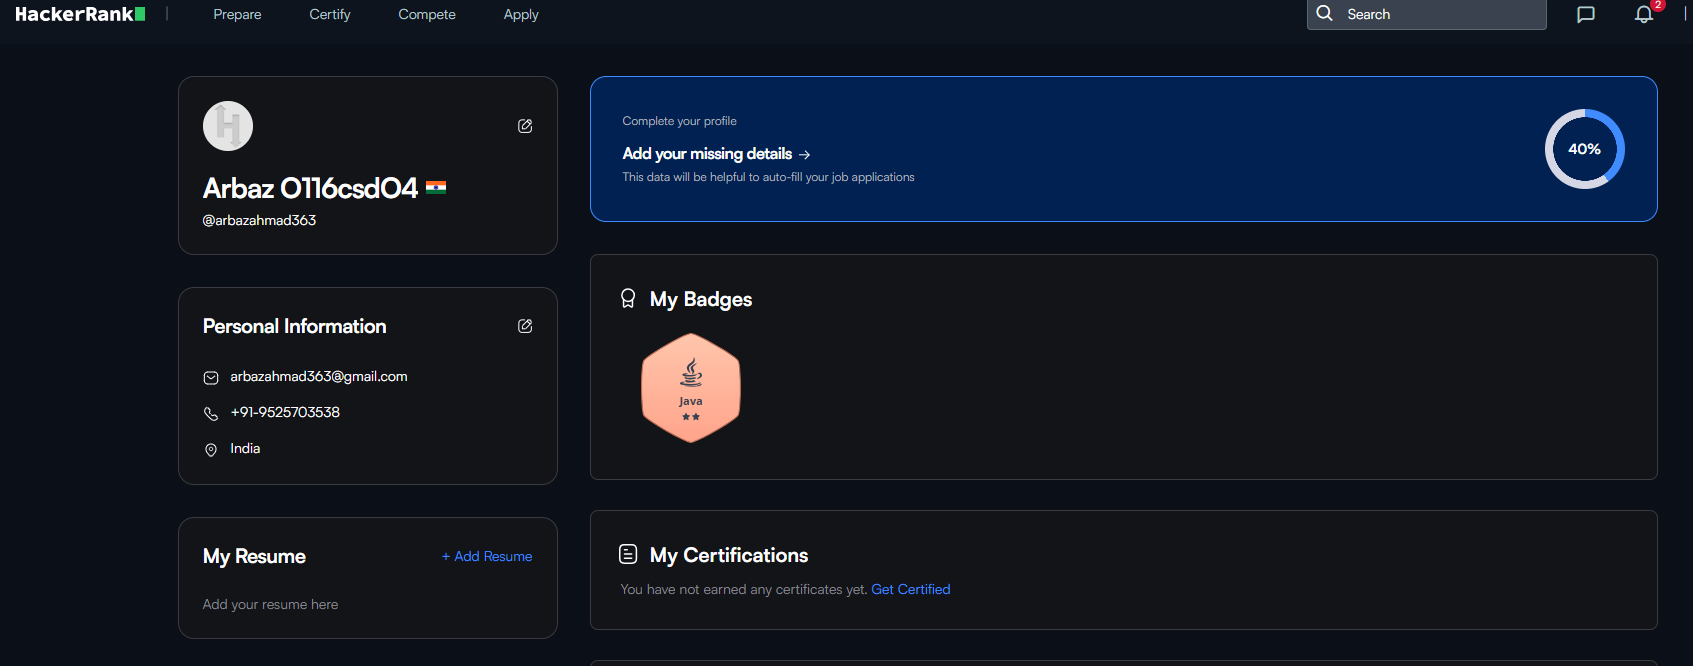 HackerRank
Prepare
Certify
Compete
Apply
Search
2
Arbaz 0116csd04
@arbazahmad363
Personal Information
arbazahmad363@gmail.com
+91-9525703538
India
My Resume
+ Add Resume
Add your resume here
Complete your profile
Add your missing details →
This data will be helpful to auto-fill your job applications
40%
My Badges
Java
My Certifications
You have not earned any certificates yet. Get Certified